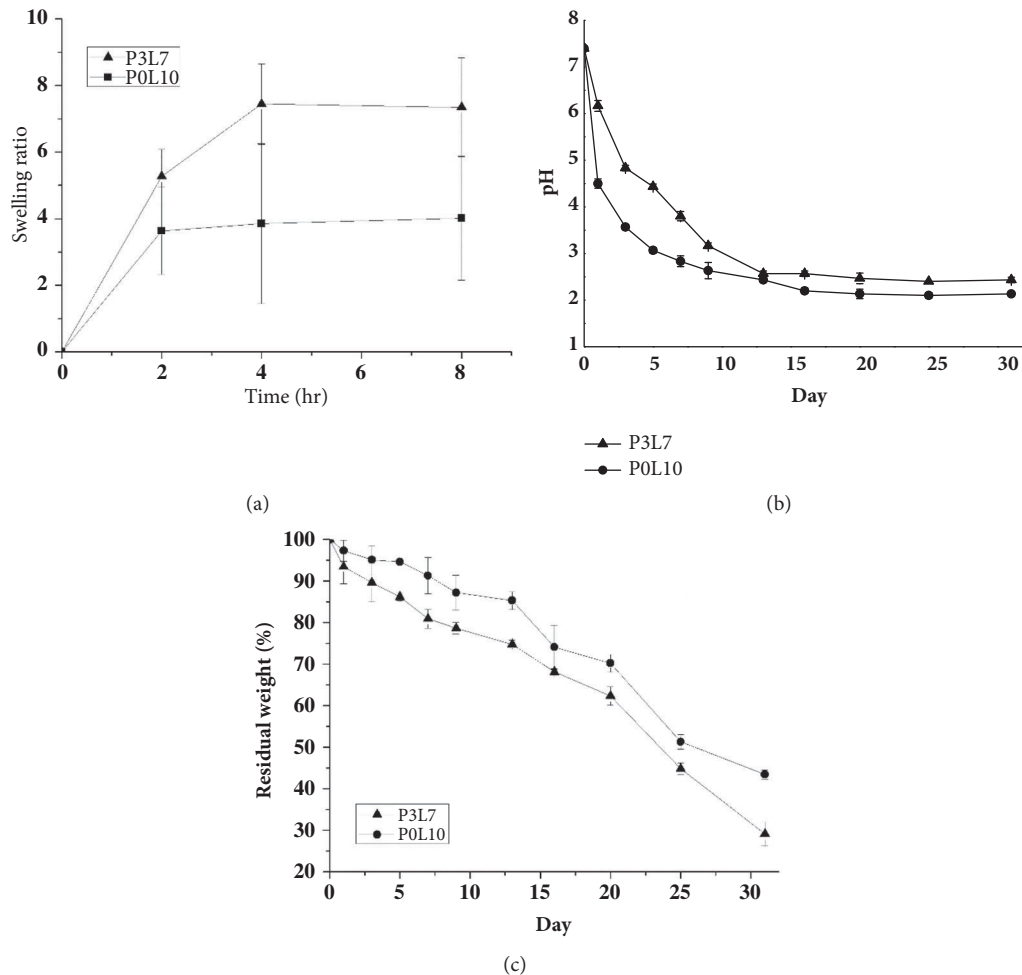 10
8
6
4
2
0
Swelling ratio
P3L7
P0L10
0 2 4 6 8
Time (hr)
(a)
8
7
6
5
4
3
2
1
pH
0 5 10 15 20 25 30
Day
P3L7
P0L10
(b)
100
90
80
70
60
50
40
30
20
Residual weight (%)
P3L7
P0L10
0 5 10 15 20 25 30
Day
(c)